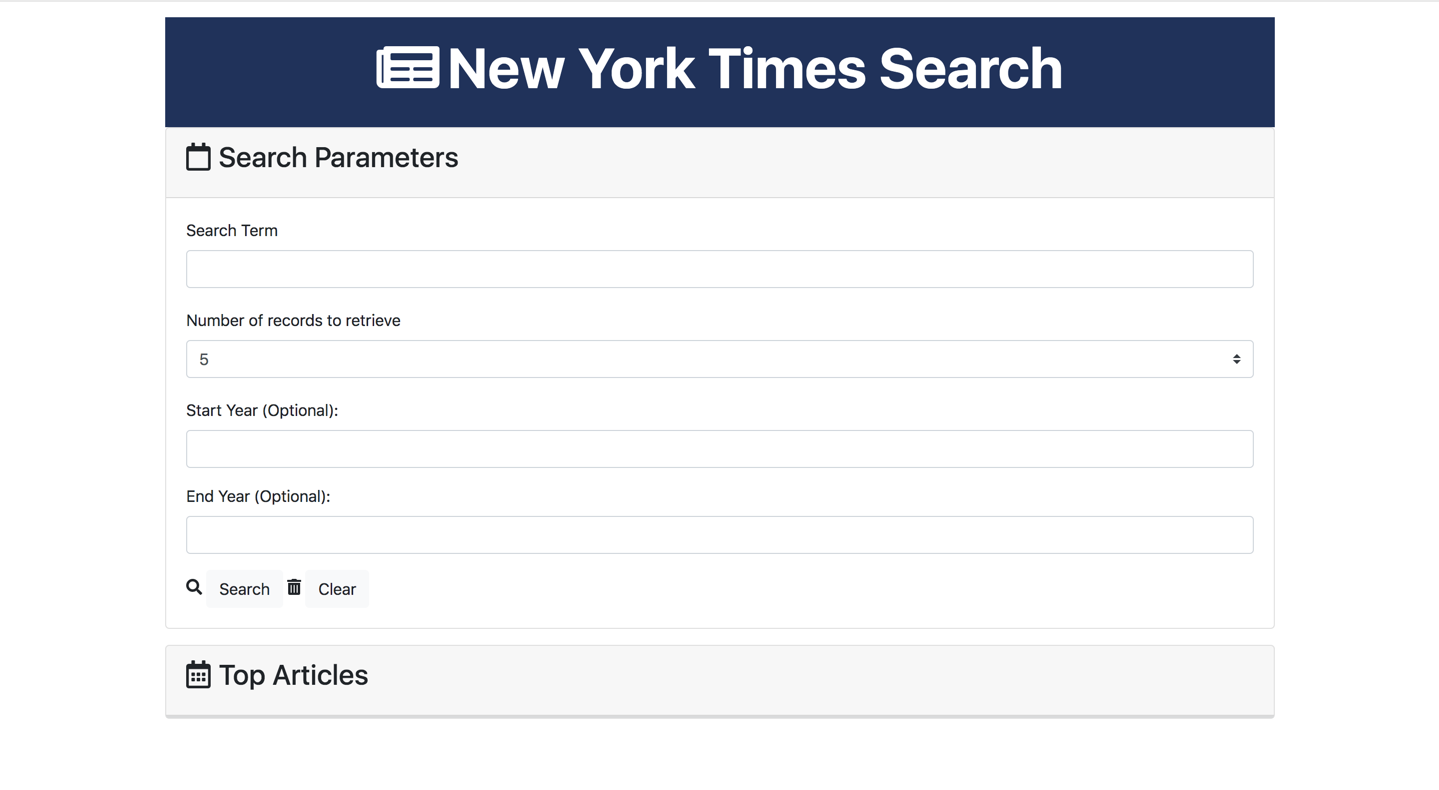 New York Times Search
Search Parameters
Search Term
Number of records to retrieve
5
Start Year (Optional):
End Year (Optional):
Search Clear
Top Articles